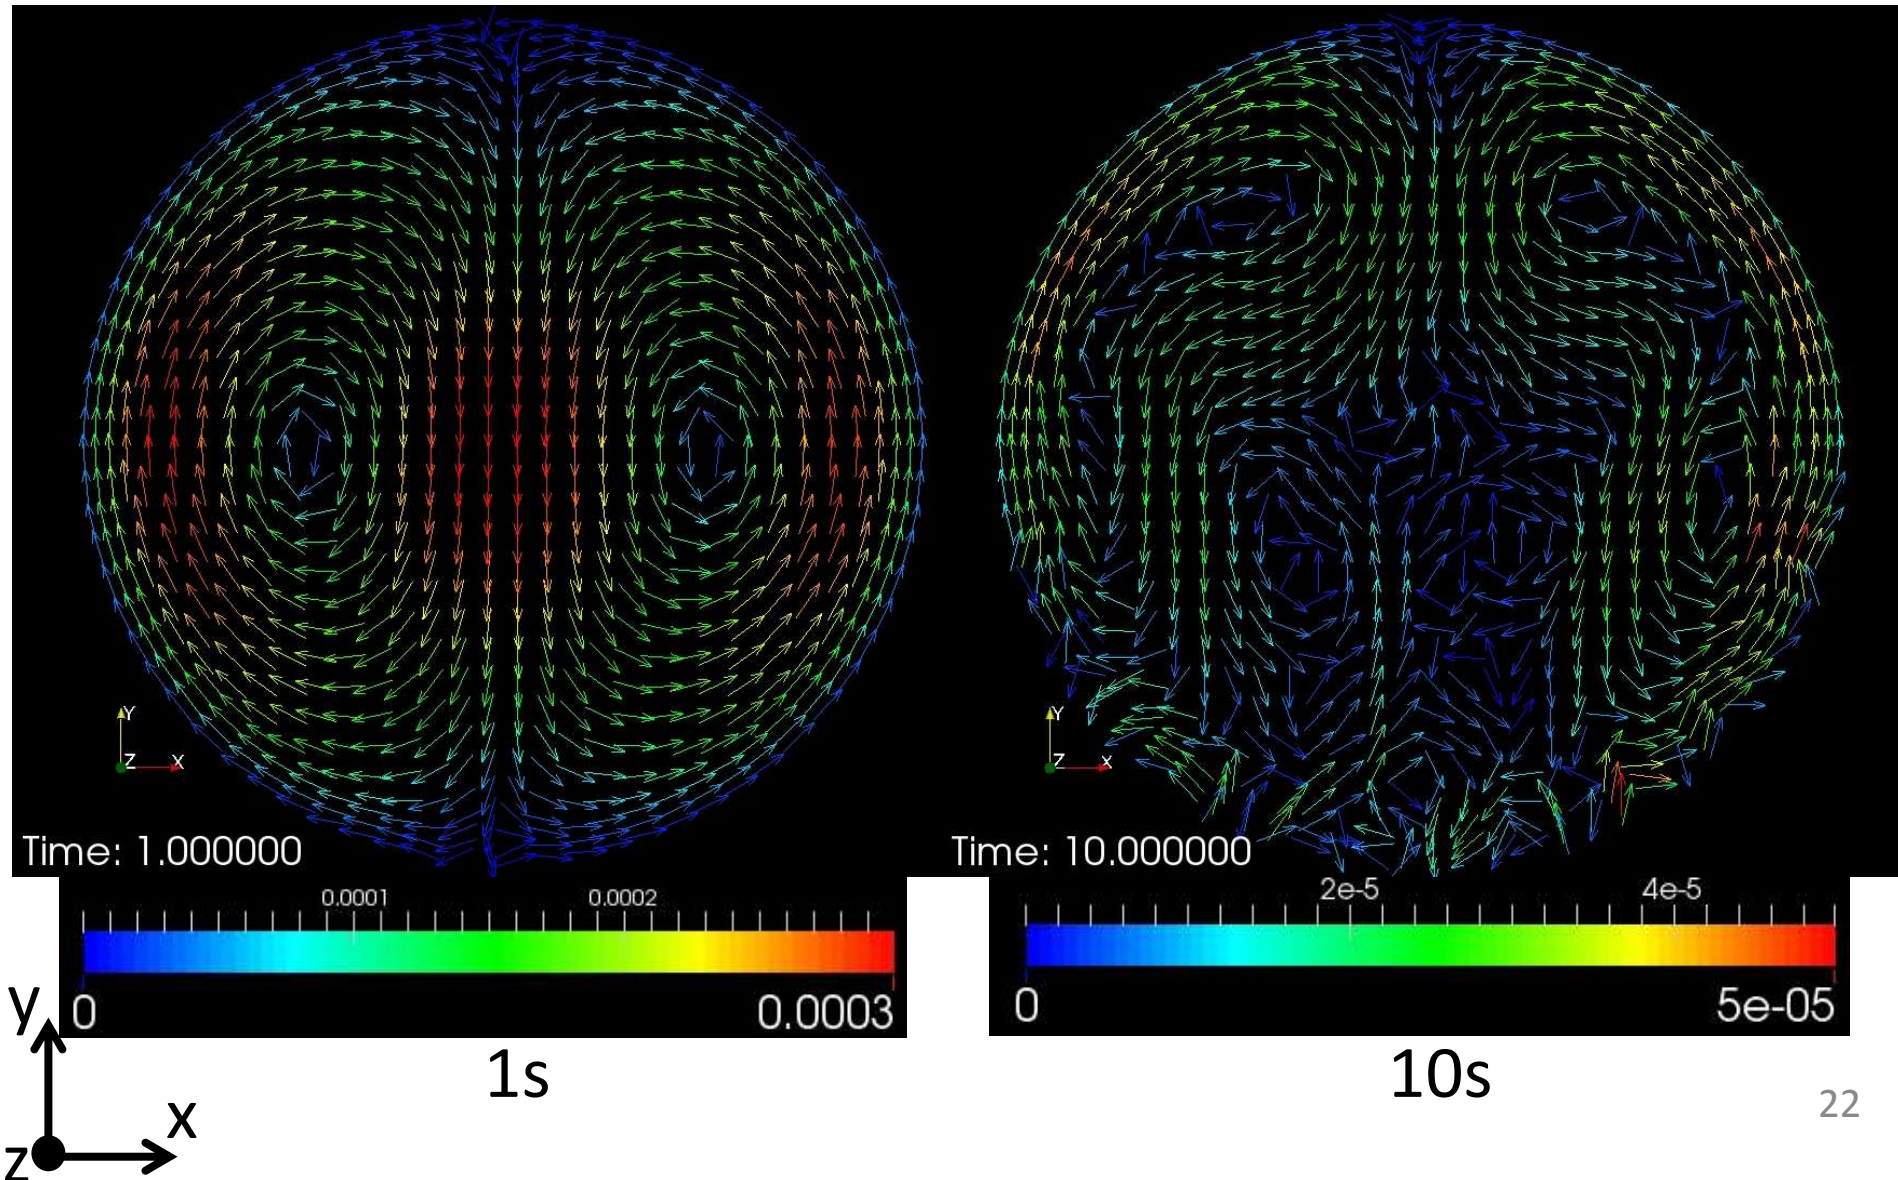 Y
Z X
Time: 1.000000
0.0001 0.0002
0 0.0003
1s
Y
Z X
Time: 10.000000
2e-5 4e-5
0 5e-05
10s
y
x
z
22